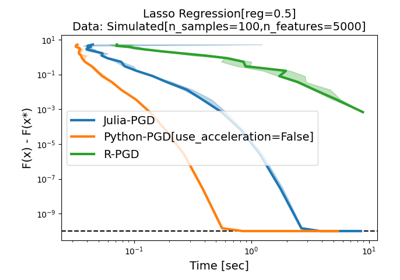 Lasso Regression[reg=0.5]
Data: Simulated[n_samples=100,n_features=5000]
F(x) - F(x*)
10¹
10⁻¹
10⁻³
10⁻⁵
10⁻⁷
10⁻⁹
Julia-PGD
Python-PGD[use_acceleration=False]
R-PGD
10⁻¹
10⁰
10¹
Time [sec]